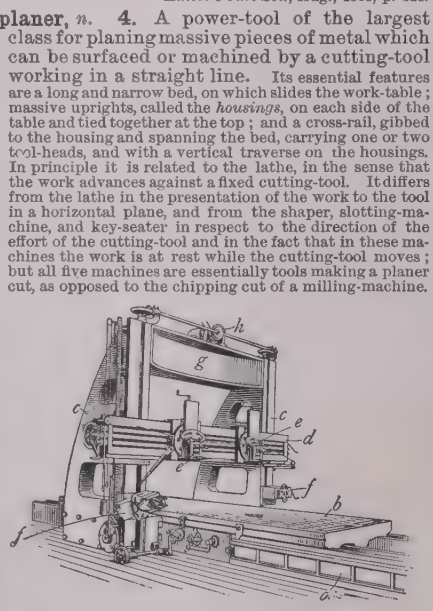 planer, n. 4. A power-tool of the largest
class for planing massive pieces of metal which
can be surfaced or machined by a cutting-tool
working in a straight line. Its essential features
are a long and narrow bed, on which slides the work-table;
massive uprights, called the housings, on each side of the
table and tied together at the top; and a cross-rail, gibbed
to the housing and spanning the bed, carrying one or two
tool-heads, and with a vertical traverse on the housings.
In principle it is related to the lathe, in the sense that
the work advances against a fixed cutting-tool. It differs
from the lathe in the presentation of the work to the tool
in a horizontal plane, and from the shaper, slotting-ma-
chine, and key-seater in respect to the direction of the
effort of the cutting-tool and in the fact that in these ma-
chines the work is at rest while the cutting-tool moves;
but all five machines are essentially tools making a planer
cut, as opposed to the chipping cut of a milling-machine.
h
g
c
c
e
d
e
f
b
f
a